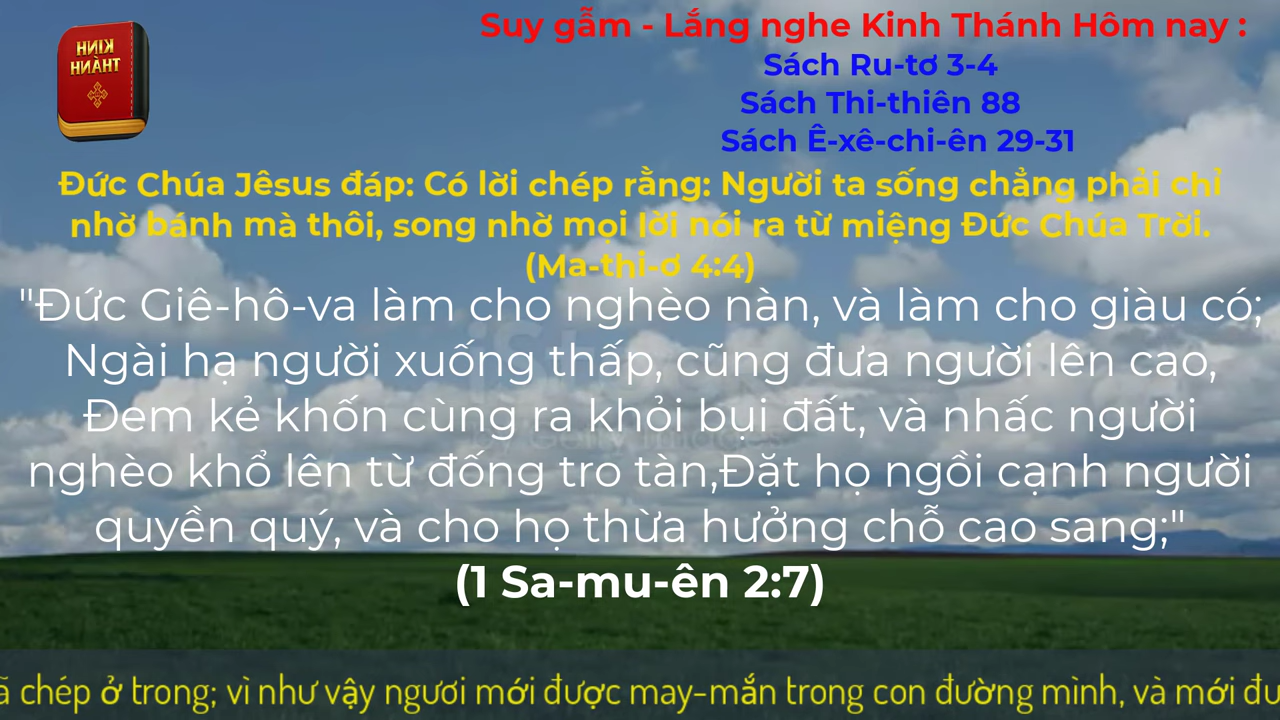 KINH
THÁNH
Suy gẫm - Lắng nghe Kinh Thánh Hôm nay :
Sách Ru-tơ 3-4
Sách Thi-thiên 88
Sách Ê-xê-chi-ên 29-31
Đức Chúa Jêsus đáp: Có lời chép rằng: Người ta sống chẳng phải chỉ
nhờ bánh mà thôi, song nhờ mọi lời nói ra từ miệng Đức Chúa Trời.
(Ma-thi-ơ 4:4)
"Đức Giê-hô-va làm cho nghèo nàn, và làm cho giàu có;
Ngài hạ người xuống thấp, cũng đưa người lên cao,
Đem kẻ khốn cùng ra khỏi bụi đất, và nhấc người
nghèo khổ lên từ đống tro tàn,Đặt họ ngồi cạnh người
quyền quý, và cho họ thừa hưởng chỗ cao sang;"
(1 Sa-mu-ên 2:7)
chép ở trong; vì như vậy ngươi mới được may-mắn trong con đường mình, và mới